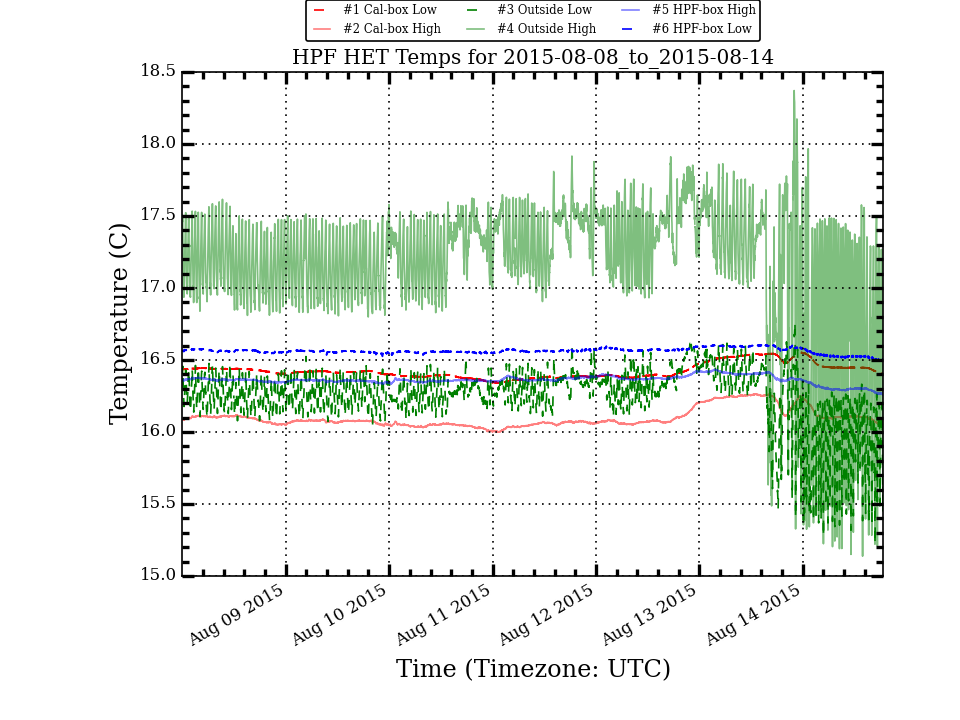 #1 Cal-box Low #3 Outside Low #5 HPF-box High
#2 Cal-box High #4 Outside High #6 HPF-box Low
HPF HET Temps for 2015-08-08_to_2015-08-14
18.5
18.0
17.5
17.0
16.5
16.0
15.5
15.0
Temperature (C)
Aug 09 2015 Aug 10 2015 Aug 11 2015 Aug 12 2015 Aug 13 2015 Aug 14 2015
Time (Timezone: UTC)